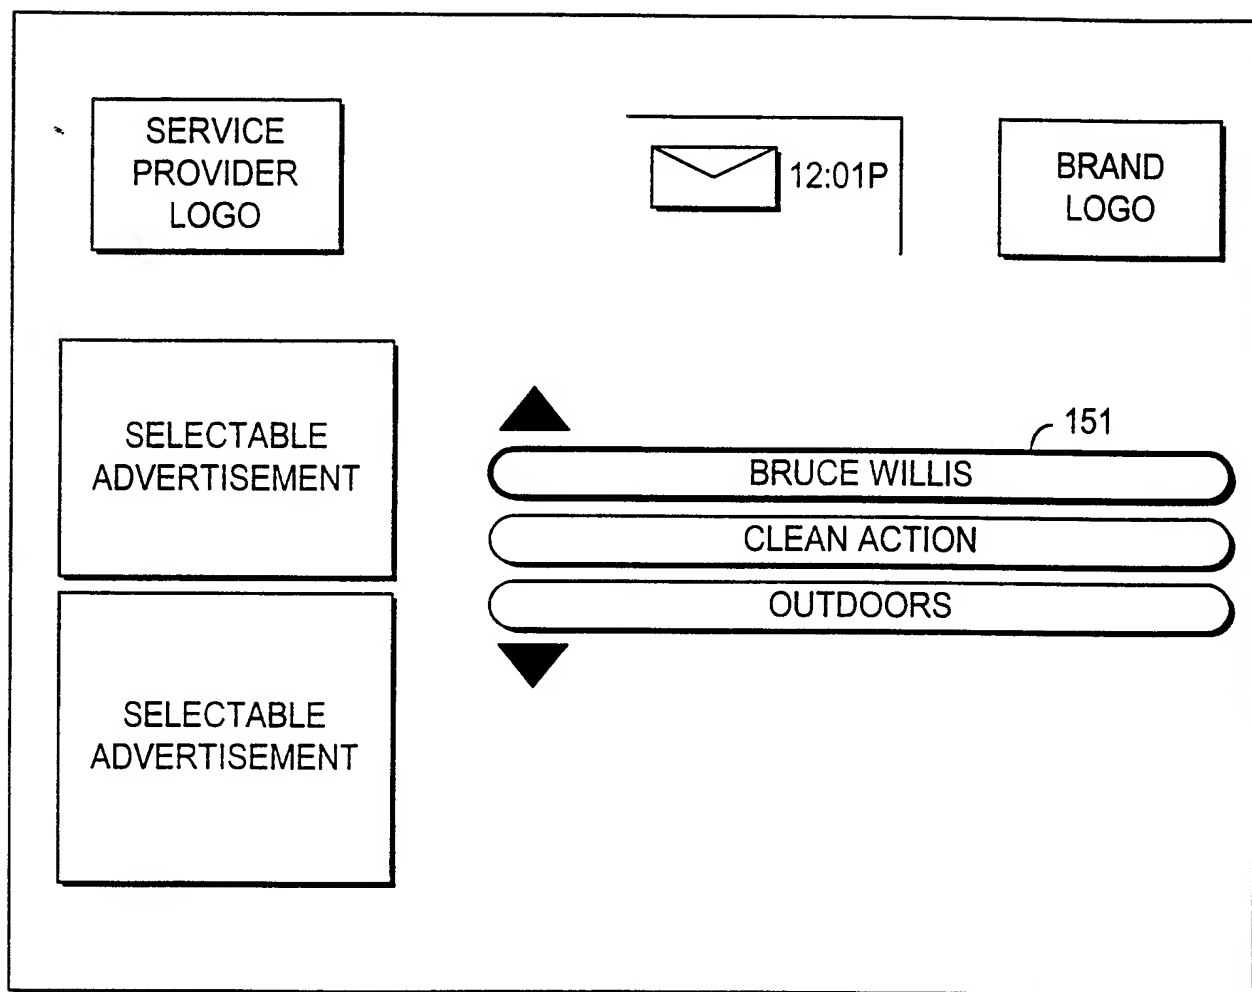 SERVICE
PROVIDER
LOGO
12:01P
BRAND
LOGO
SELECTABLE
ADVERTISEMENT
151
BRUCE WILLIS
CLEAN ACTION
OUTDOORS
SELECTABLE
ADVERTISEMENT